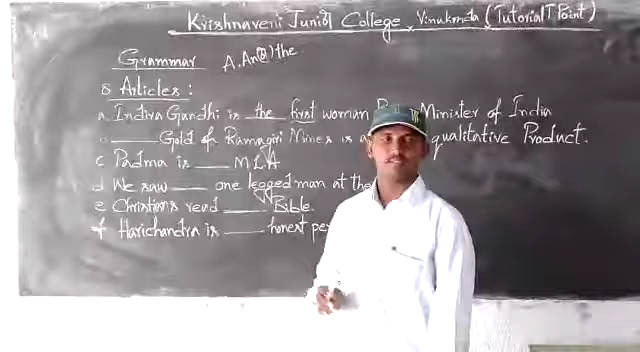 Krishnaveni Junior College, Vinukonda (Tutorial T Point)
Grammar A, An (or) the
8 Articles :
a. Indira Gandhi is the first woman Minister of India
____ Gold of Ramagiri Mines is a qualitative Product.
c Padma is ____ MLA
d We saw ____ one legged man at the
e Christians read ____ Bible.
f Harichandra is ____ honest